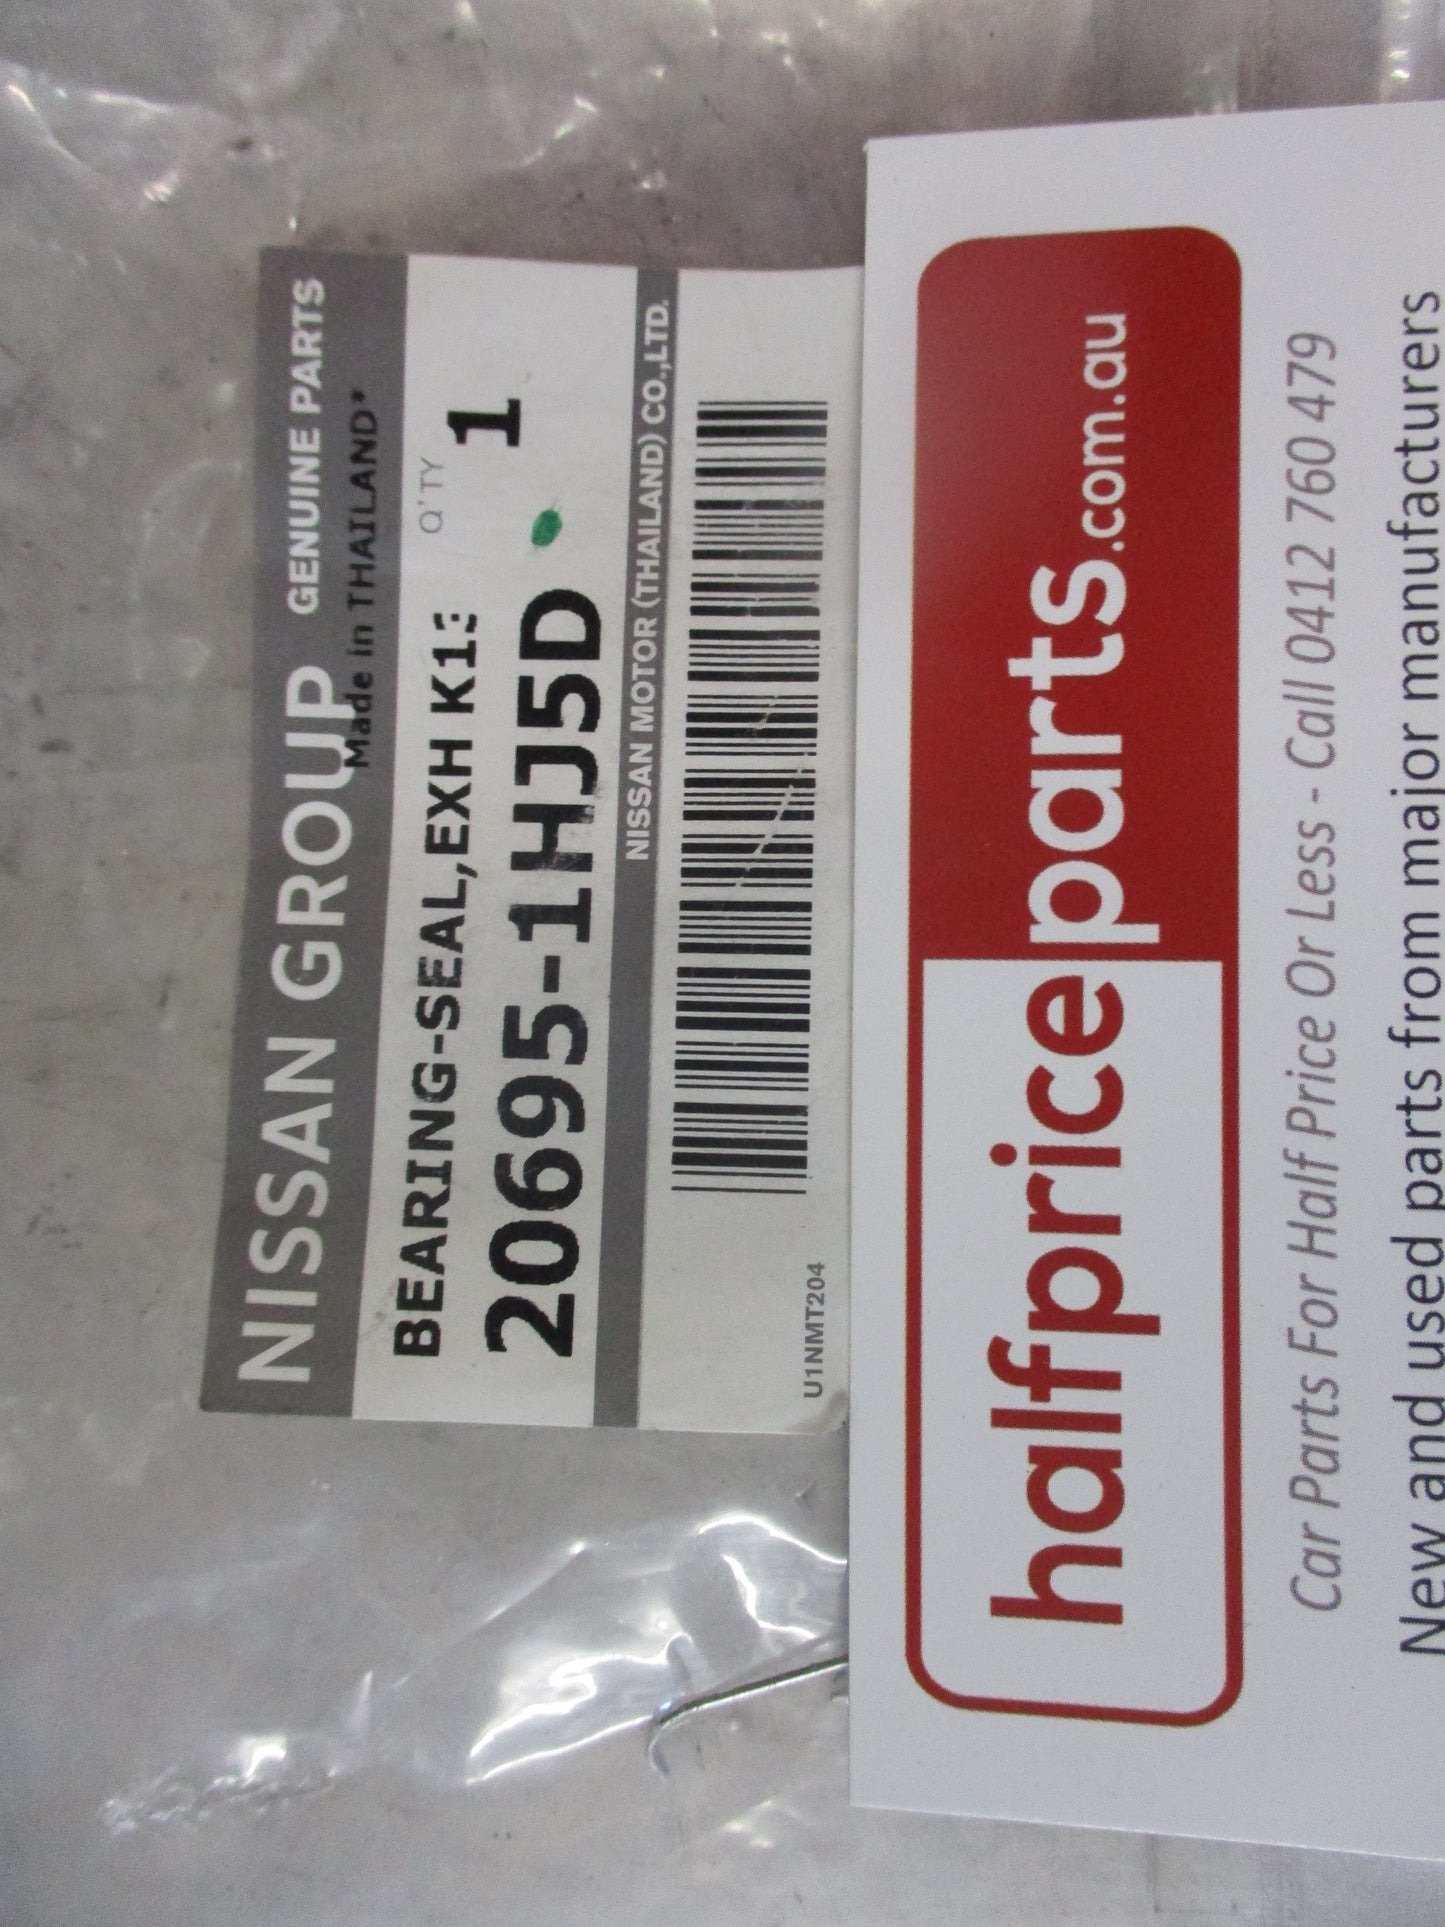 NISSAN GROUP GENUINE PARTS
Made in THAILAND*
BEARING-SEAL,EXH K13
Q'TY
20695-1HJ5D 1
NISSAN MOTOR (THAILAND) CO.,LTD.
U1NMT204
halfpriceparts.com.au
Car Parts For Half Price Or Less - Call 0412 760 479
New and used parts from major manufacturers